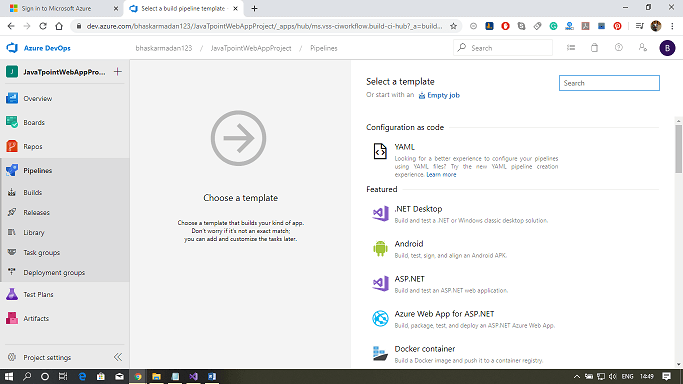 Sign in to Microsoft Azure
Select a build pipeline template -
dev.azure.com/bhaskarmadan123/JavaTpointWebAppProject/_apps/hub/ms.vss-ciworkflow.build-ci-hub?_a=build...
Azure DevOps
bhaskarmadan123 / JavaTpointWebAppProject / Pipelines
Search
B
J
JavaTpointWebAppProj...
Overview
Boards
Repos
Pipelines
Builds
Releases
Library
Task groups
Deployment groups
Test Plans
Artifacts
Project settings
Choose a template
Choose a template that builds your kind of app.
Don't worry if it's not an exact match;
you can add and customize the tasks later.
Select a template
Or start with an Empty job
Search
Configuration as code
YAML
Looking for a better experience to configure your pipelines
using YAML files? Try the new YAML pipeline creation
experience. Learn more
Featured
.NET Desktop
Build and test a .NET or Windows classic desktop solution.
Android
Build, test, sign, and align an Android APK.
ASP.NET
Build and test an ASP.NET web application.
Azure Web App for ASP.NET
Build, package, test, and deploy an ASP.NET Azure Web App.
Docker container
Build a Docker image and push it to a container registry.
ENG
14:49